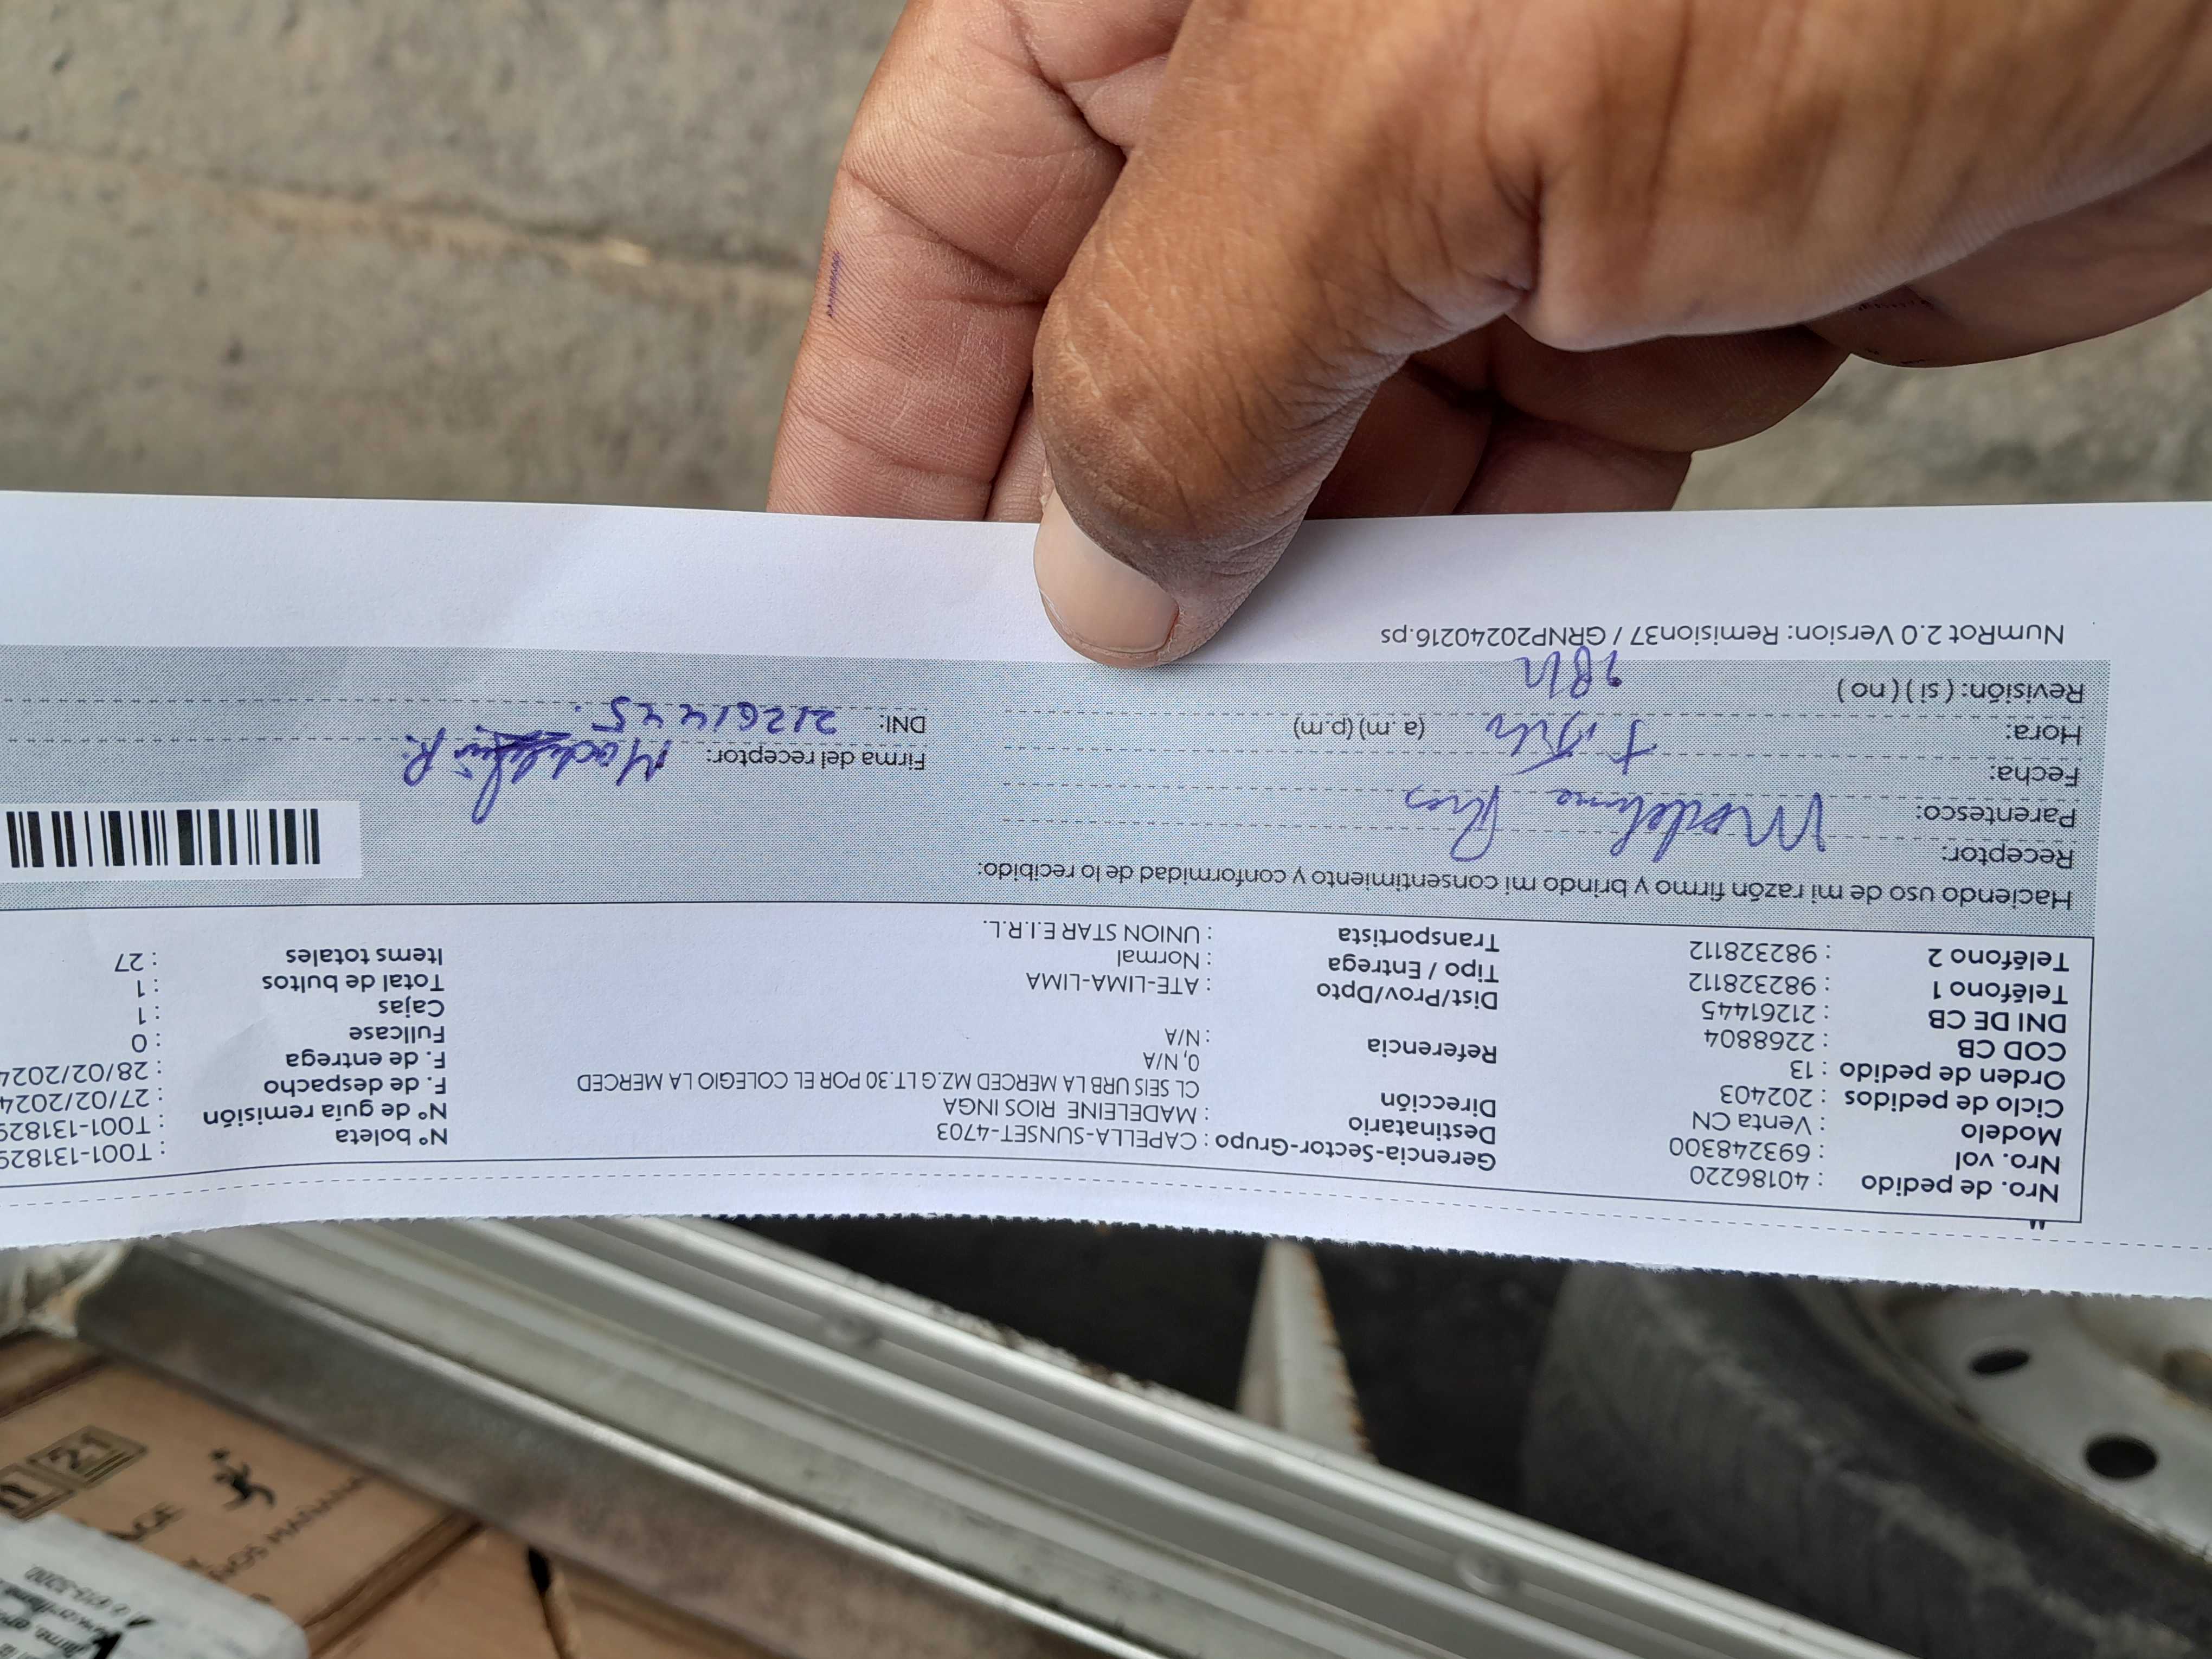 Nro. de pedido : 40186220
Nro. vol : 693248300
Modelo : Venta CN
Ciclo de pedidos : 202403
Orden de pedido : 13
COD CB : 2268804
DNI DE CB : 21261445
Teléfono 1 : 982328112
Teléfono 2 : 982328112
Gerencia-Sector-Grupo : CAPELLA-SUNSET-4703
Destinatario : MADELEINE RIOS INGA
Dirección CL SEIS URB LA MERCED MZ.G LT.30 POR EL COLEGIO LA MERCED
0, N/A
Referencia : N/A
Dist/Prov/Dpto : ATE-LIMA-LIMA
Tipo / Entrega : Normal
Transportista : UNION STAR E.I.R.L.
N° boleta : T001-131829
N° de guía remisión : T001-131829
F. de despacho : 27/02/2024
F. de entrega : 28/02/2024
Fullcase : 0
Cajas : 1
Total de bultos : 1
Items totales : 27
Haciendo uso de mi razón firmo y brindo mi consentimiento y conformidad de lo recibido:
Receptor:
Parentesco:
Fecha:
Hora: (a. m) (p.m)
Revisión: ( si ) ( no )
Firma del receptor:
DNI: 21261445.
NumRot 2.0 Version: Remision37 / GRNP20240216.ps
21